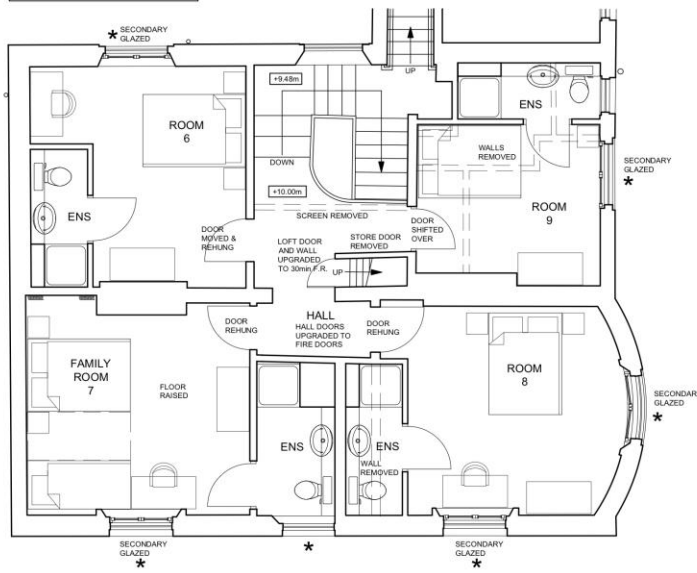 * SECONDARY
GLAZED
+9.48m
UP
ENS
ROOM
6
WALLS
REMOVED
SECONDARY
GLAZED
*
DOWN
+10.00m
ROOM
9
ENS
SCREEN REMOVED
DOOR
MOVED &
REHUNG
DOOR
SHIFTED
OVER
LOFT DOOR
AND WALL
UPGRADED
TO 30min F.R.
STORE DOOR
REMOVED
UP
HALL
HALL DOORS
UPGRADED TO
FIRE DOORS
DOOR
REHUNG
DOOR
REHUNG
FAMILY
ROOM
7
FLOOR
RAISED
ROOM
8
SECONDAR
GLAZED
*
ENS
ENS
WALL
REMOVED
SECONDARY
GLAZED
*
*
SECONDARY
GLAZED
*